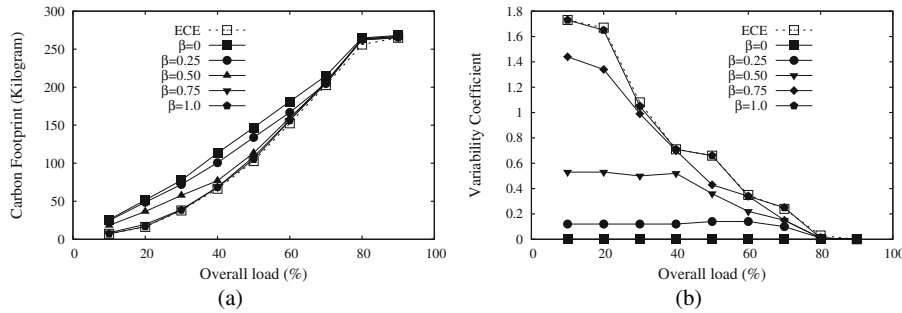 Carbon Footprint (Kilogram)
300
250
200
150
100
50
0
ECE
β=0
β=0.25
β=0.50
β=0.75
β=1.0
0 20 40 60 80 100
Overall load (%)
(a)
Variability Coefficient
1.8
1.6
1.4
1.2
1
0.8
0.6
0.4
0.2
0
ECE
β=0
β=0.25
β=0.50
β=0.75
β=1.0
0 20 40 60 80 100
Overall load (%)
(b)